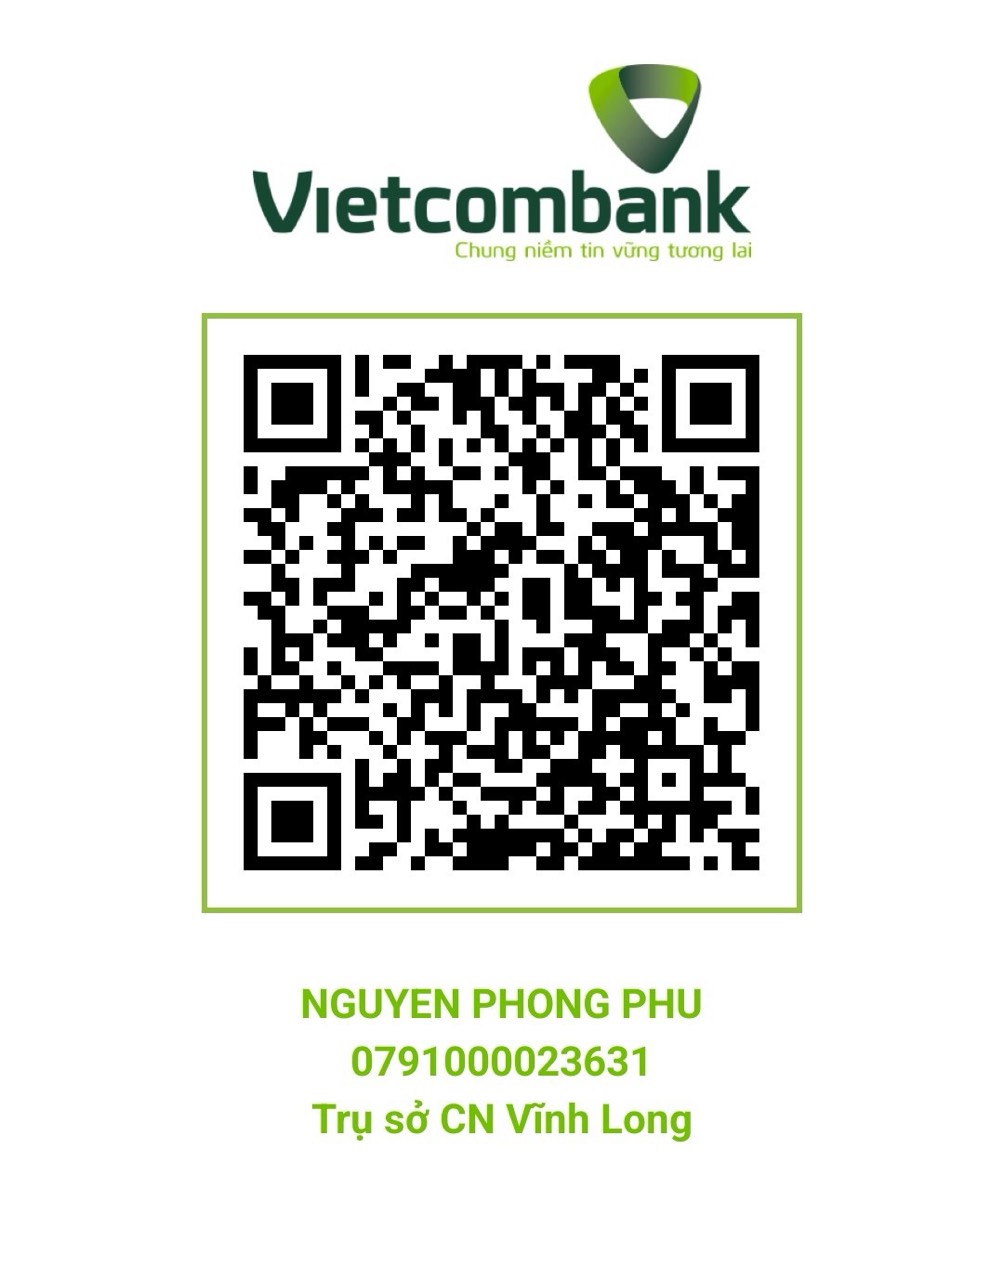 Vietcombank
Chung niềm tin vững tương lai
NGUYEN PHONG PHU
0791000023631
Trụ sở CN Vĩnh Long